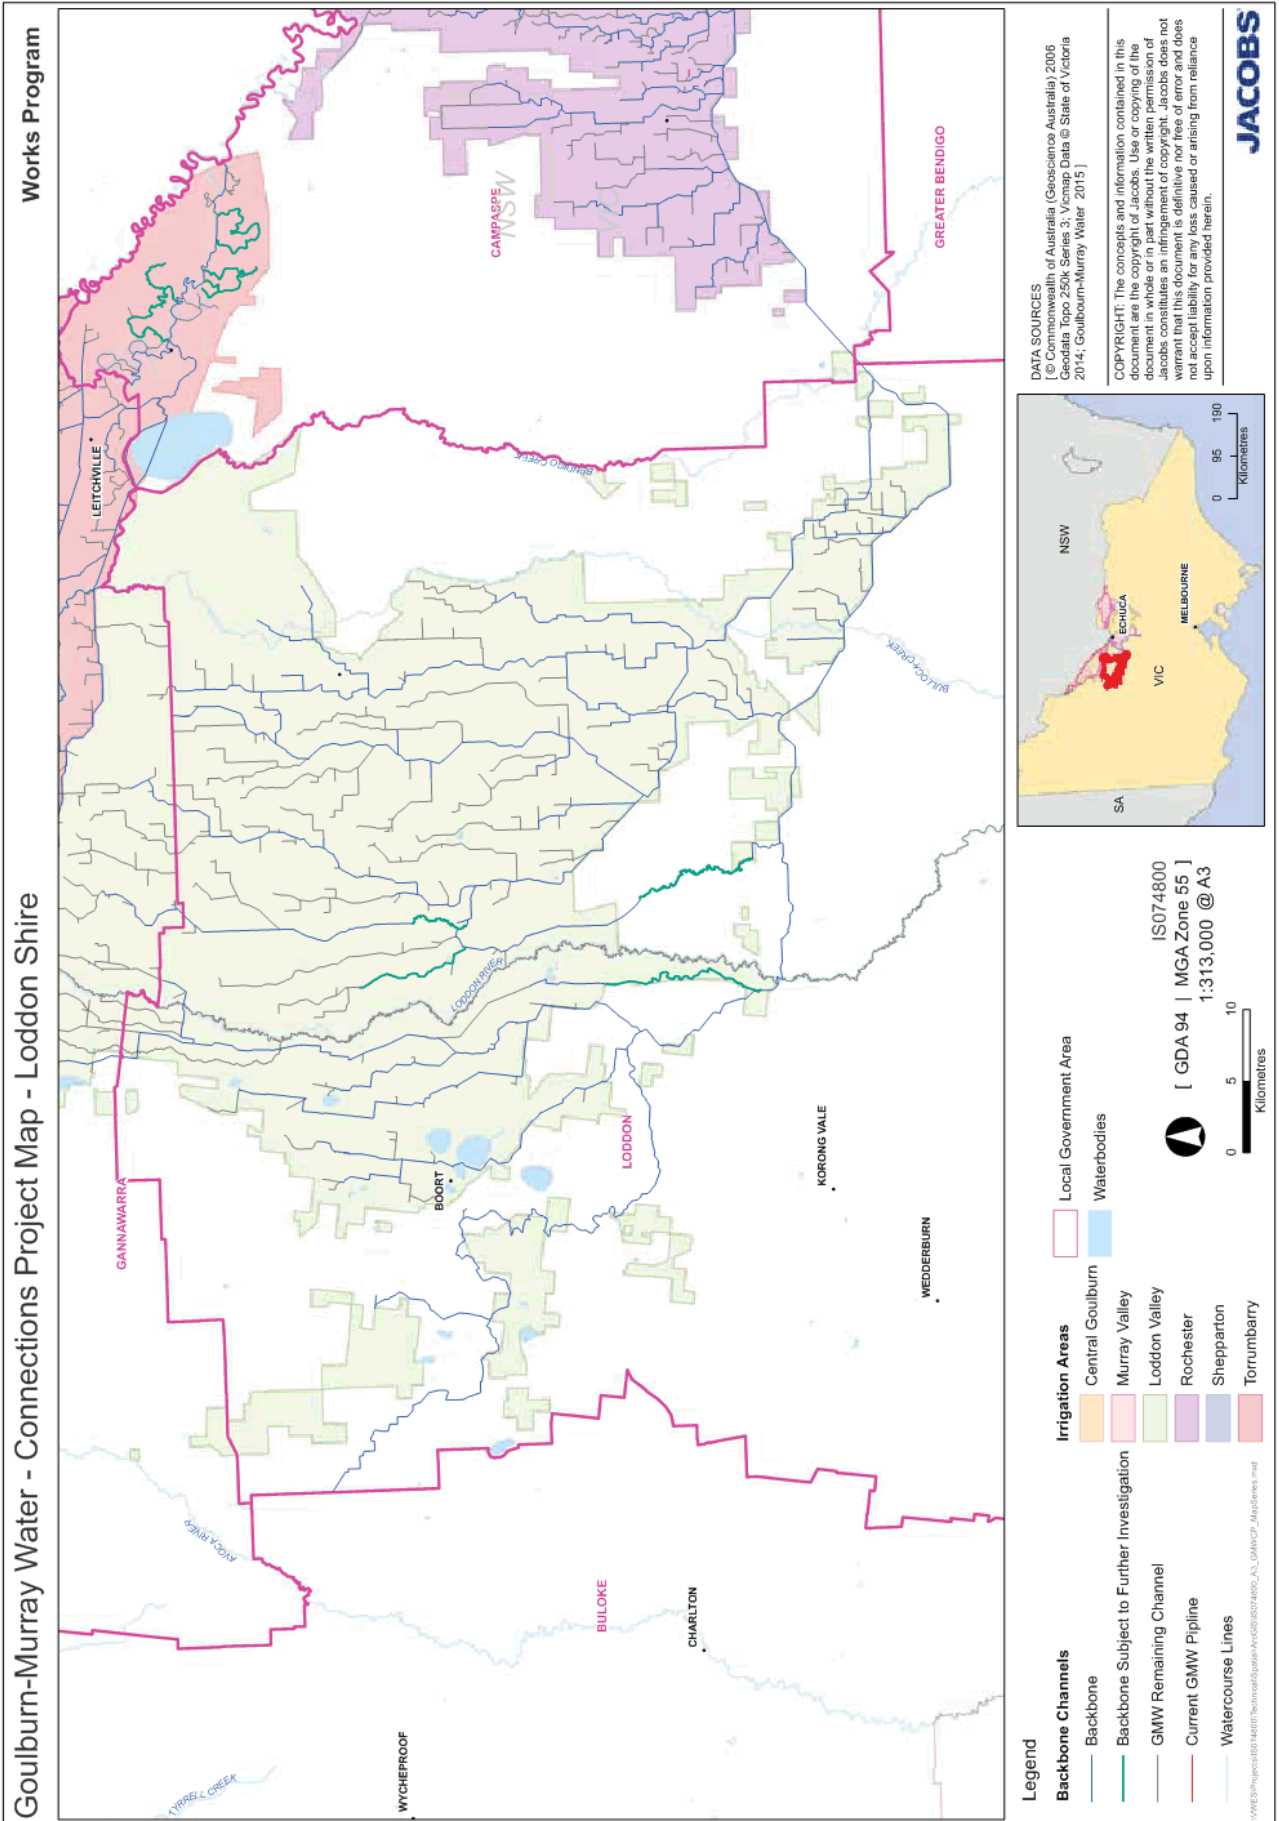 Goulburn-Murray Water - Connections Project Map - Loddon Shire
Works Program
TYRRELL CREEK
AVOCA RIVER
GANNAWARRA
LEITCHVILLE
WYCHEPROOF
BOORT
LODDON RIVER
BENDIGO CREEK
CAMPASPE
NSW
BULOKE
CHARLTON
LODDON
KORONG VALE
WEDDERBURN
BULLOCK CREEK
GREATER BENDIGO
Legend
Backbone Channels
Backbone
Backbone Subject to Further Investigation
GMW Remaining Channel
Current GMW Pipline
Watercourse Lines
Irrigation Areas
Central Goulburn
Murray Valley
Loddon Valley
Rochester
Shepparton
Torrumbarry
Local Government Area
Waterbodies
IS074800
[ GDA 94 | MGA Zone 55 ]
1:313,000 @ A3
0 5 10
Kilometres
SA
NSW
VIC
ECHUCA
MELBOURNE
0 95 190
Kilometres
DATA SOURCES
[ © Commonwealth of Australia (Geoscience Australia) 2006
Geodata Topo 250k Series 3; Vicmap Data © State of Victoria
2014; Goulbourn-Murray Water 2015 ]
COPYRIGHT: The concepts and information contained in this
document are the copyright of Jacobs. Use or copying of the
document in whole or in part without the written permission of
Jacobs constitutes an infringement of copyright. Jacobs does not
warrant that this document is definitive nor free of error and does
not accept liability for any loss caused or arising from reliance
upon information provided herein.
JACOBS